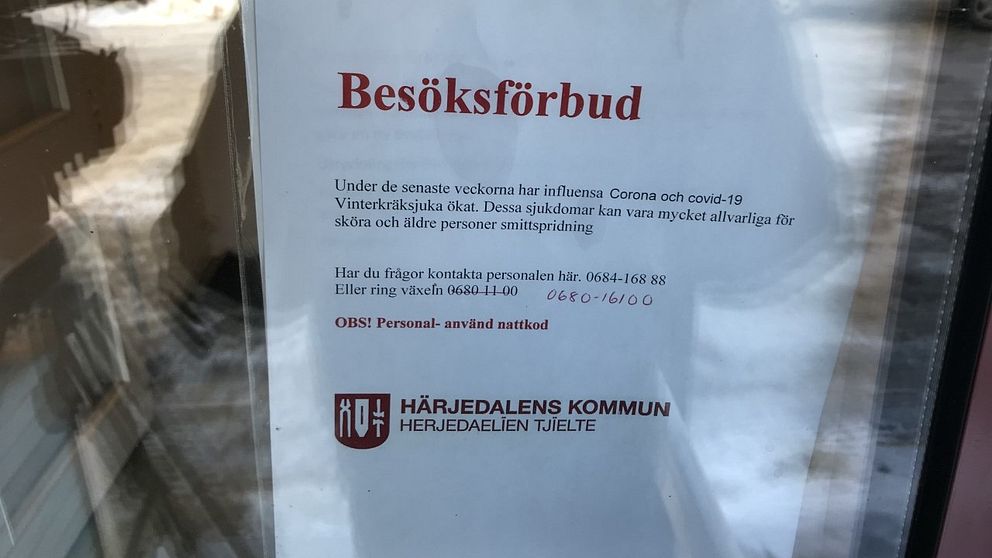 Besöksförbud
Under de senaste veckorna har influensa Corona och covid-19
Vinterkräksjuka ökat. Dessa sjukdomar kan vara mycket allvarliga för
sköra och äldre personer smittspridning
Har du frågor kontakta personalen här. 0684-168 88
Eller ring växeln 0680 11 00 0680-16100
OBS! Personal- använd nattkod
HÄRJEDALENS KOMMUN
HERJEDAELIEN TJÏELTE